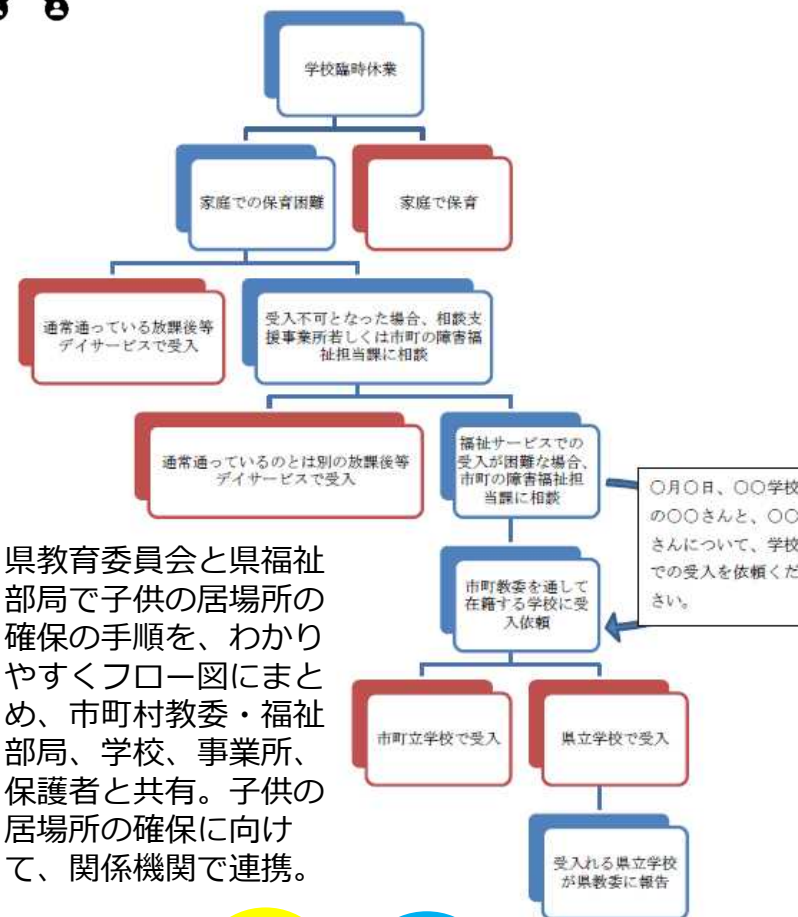 学校臨時休業
家庭での保育困難
家庭で保育
通常通っている放課後等
デイサービスで受入
受入不可となった場合、相談支
援事業所若しくは市町の障害福
祉担当課に相談
通常通っているのとは別の放課後等
デイサービスで受入
福祉サービスでの
受入が困難な場合、
市町の障害福祉担
当課に相談
〇月〇日、〇〇学校
の〇〇さんと、〇〇
さんについて、学校
での受入を依頼くだ
さい。
市町教委を通して
在籍する学校に受
入依頼
市町立学校で受入
県立学校で受入
受入れる県立学校
が県教委に報告
県教育委員会と県福祉
部局で子供の居場所の
確保の手順を、わかり
やすくフロー図にまと
め、市町村教委・福祉
部局、学校、事業所、
保護者と共有。子供の
居場所の確保に向け
て、関係機関で連携。